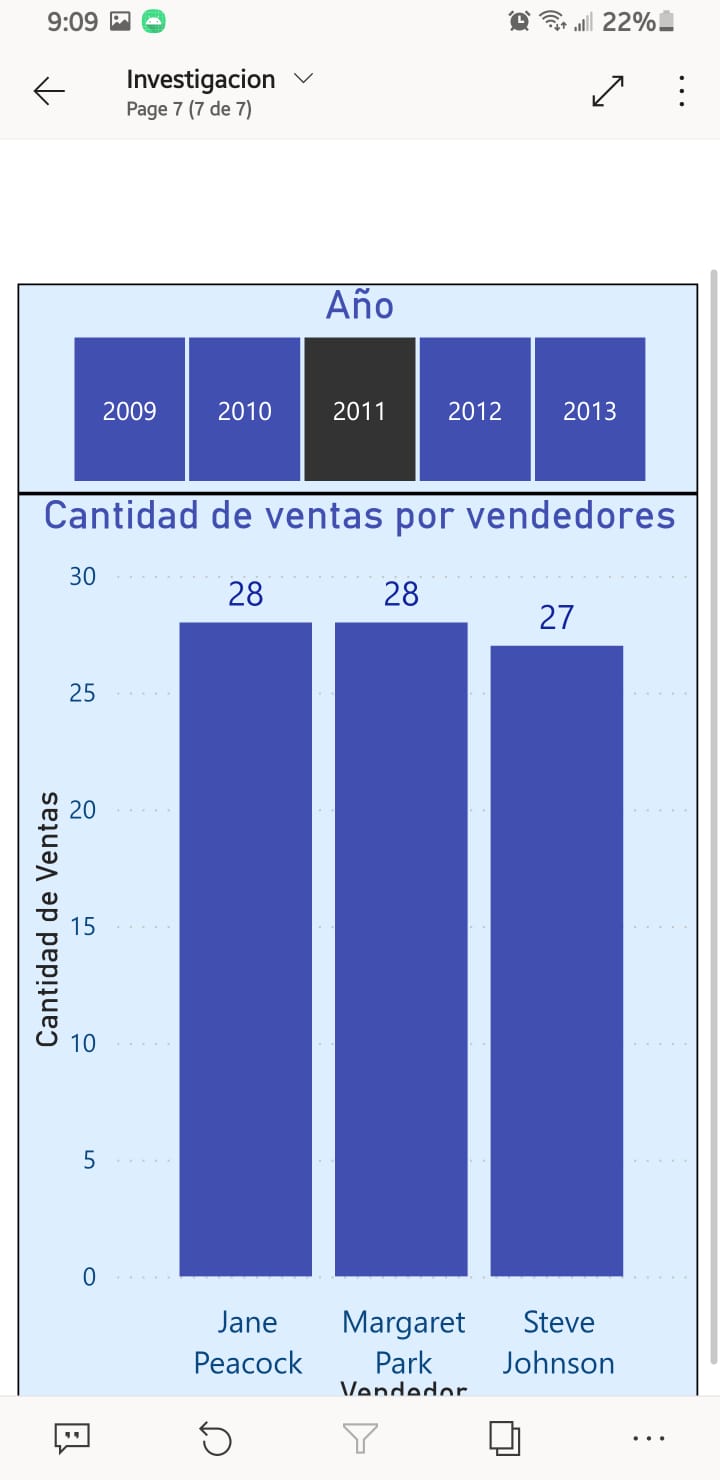 9:09 22%
Investigacion
Page 7 (7 de 7)
Año
2009 2010 2011 2012 2013
Cantidad de ventas por vendedores
Cantidad de Ventas
30
25
20
15
10
5
0
28 28 27
Jane Peacock
Margaret Park
Steve Johnson
Vendedor